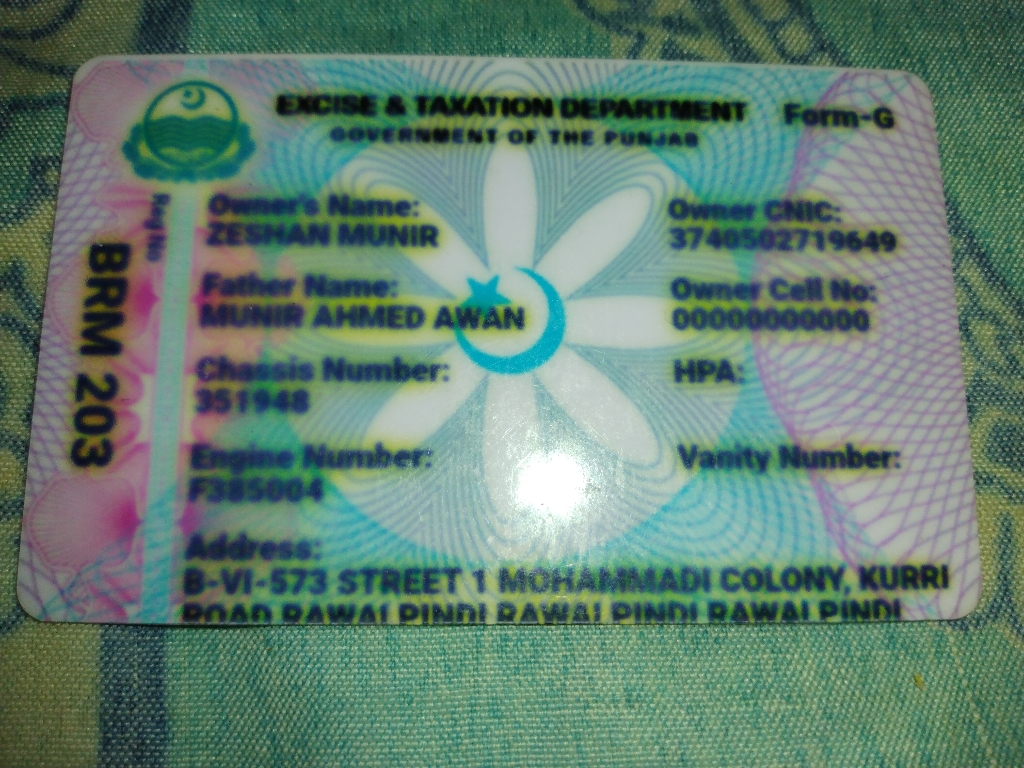 EXCISE & TAXATION DEPARTMENT Form-G
GOVERNMENT OF THE PUNJAB
Reg No
BRM 203
Owner's Name:
ZESHAN MUNIR
Owner CNIC:
3740502719649
Father Name:
MUNIR AHMED AWAN
Owner Cell No:
00000000000
Chassis Number:
351948
HPA:
Engine Number:
F385004
Vanity Number:
Address:
B-VI-573 STREET 1 MOHAMMADI COLONY, KURRI
ROAD RAWALPINDI RAWALPINDI RAWALPINDI